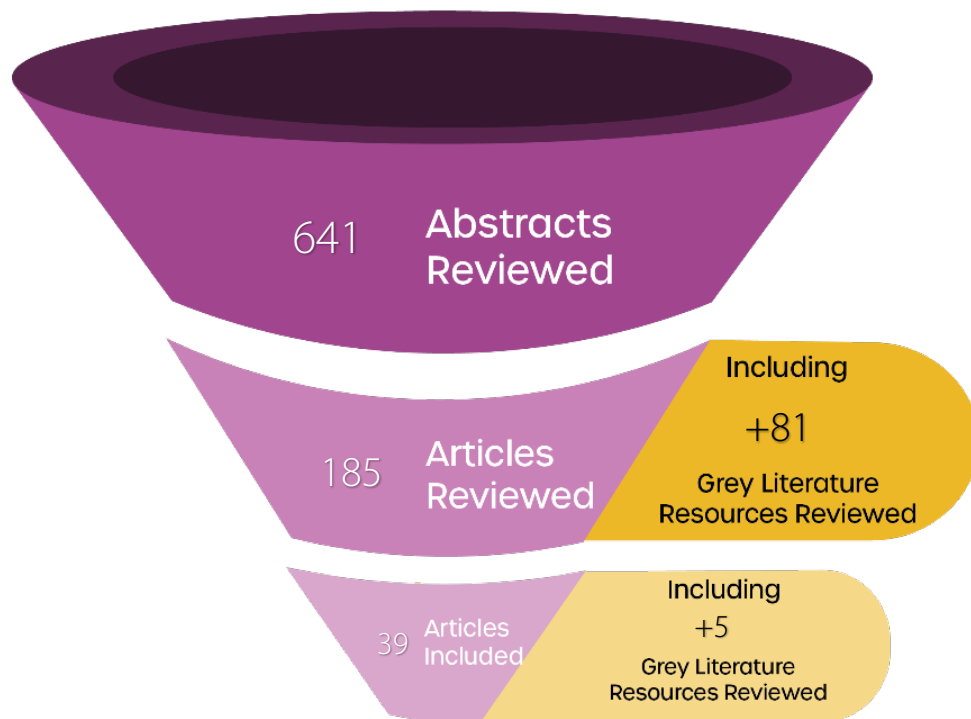 641 Abstracts
Reviewed
Including
+81
Grey Literature
Resources Reviewed
185 Articles
Reviewed
Including
+5
Grey Literature
Resources Reviewed
39 Articles
Included